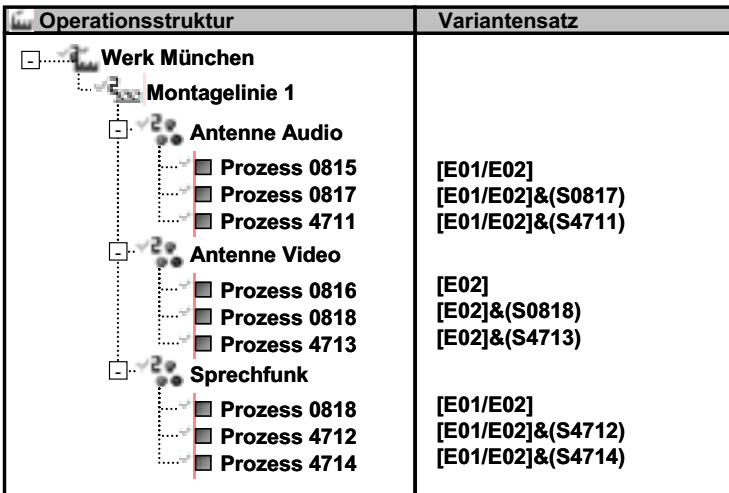 Operationsstruktur Variantensatz
Werk München
Montagelinie 1
Antenne Audio
Prozess 0815 [E01/E02]
Prozess 0817 [E01/E02]&(S0817)
Prozess 4711 [E01/E02]&(S4711)
Antenne Video
Prozess 0816 [E02]
Prozess 0818 [E02]&(S0818)
Prozess 4713 [E02]&(S4713)
Sprechfunk
Prozess 0818 [E01/E02]
Prozess 4712 [E01/E02]&(S4712)
Prozess 4714 [E01/E02]&(S4714)